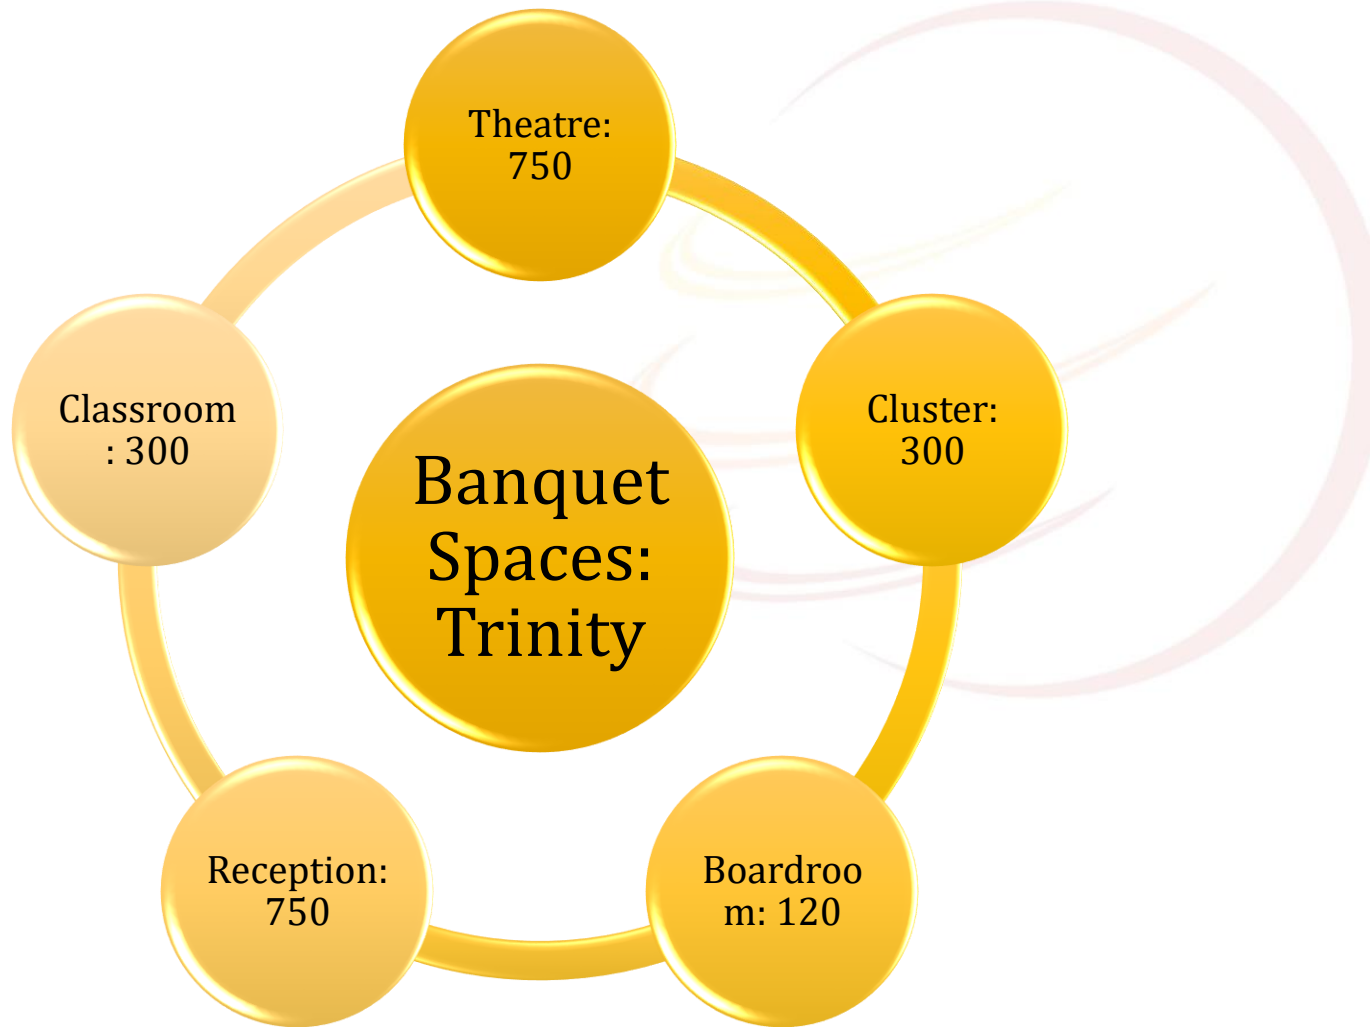 Theatre:
750
Cluster:
300
Boardroo
m: 120
Reception:
750
Classroom
: 300
Banquet
Spaces:
Trinity